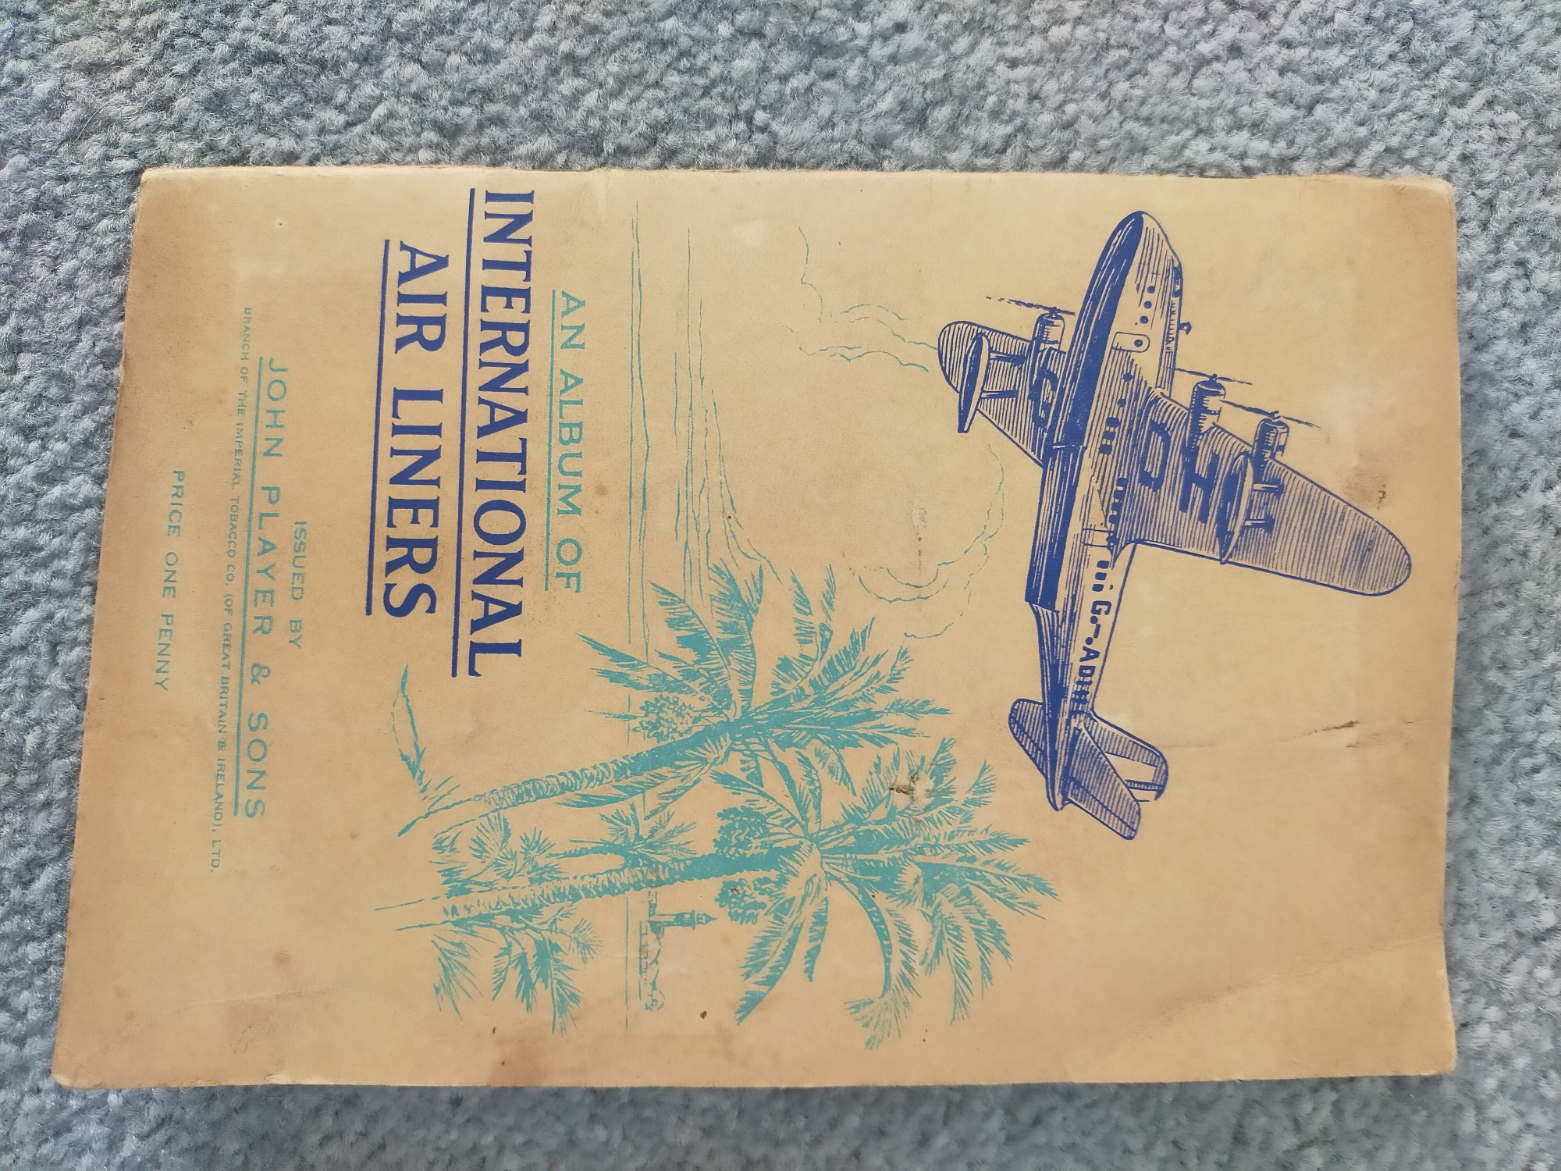 G DH
AN ALBUM OF
INTERNATIONAL
AIR LINERS
ISSUED BY
JOHN PLAYER & SONS
BRANCH OF THE IMPERIAL TOBACCO CO. (OF GREAT BRITAIN & IRELAND), LTD.
PRICE ONE PENNY